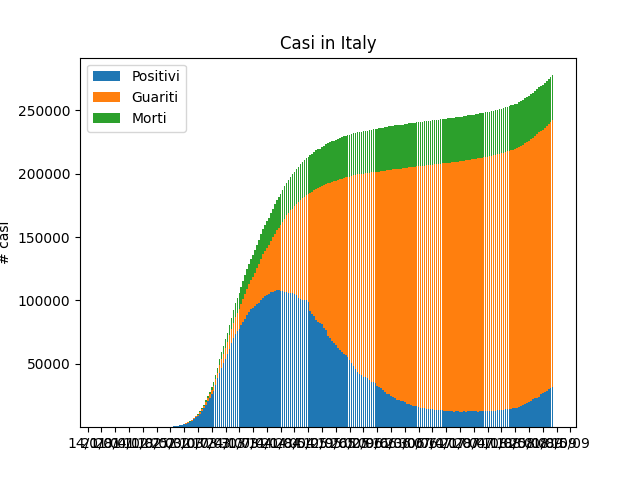 Casi in Italy
Positivi
Guariti
Morti
# casi
250000
200000
150000
100000
50000